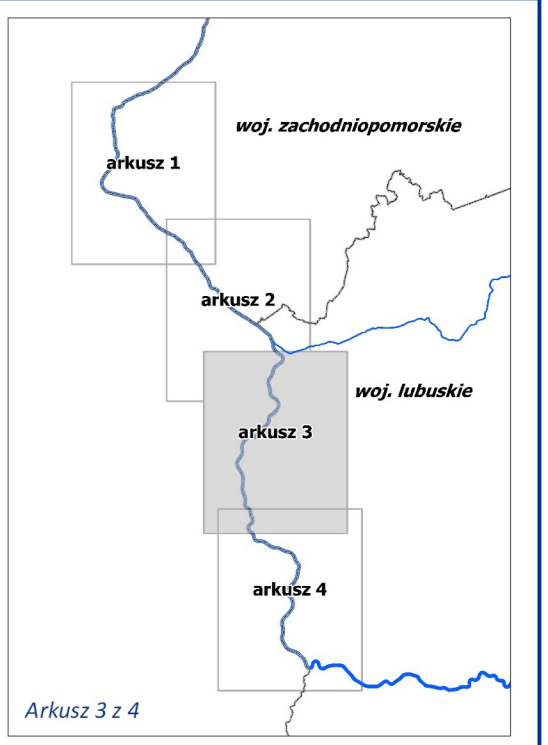 woj. zachodniopomorskie
arkusz 1
arkusz 2
woj. lubuskie
arkusz 3
arkusz 4
Arkusz 3 z 4